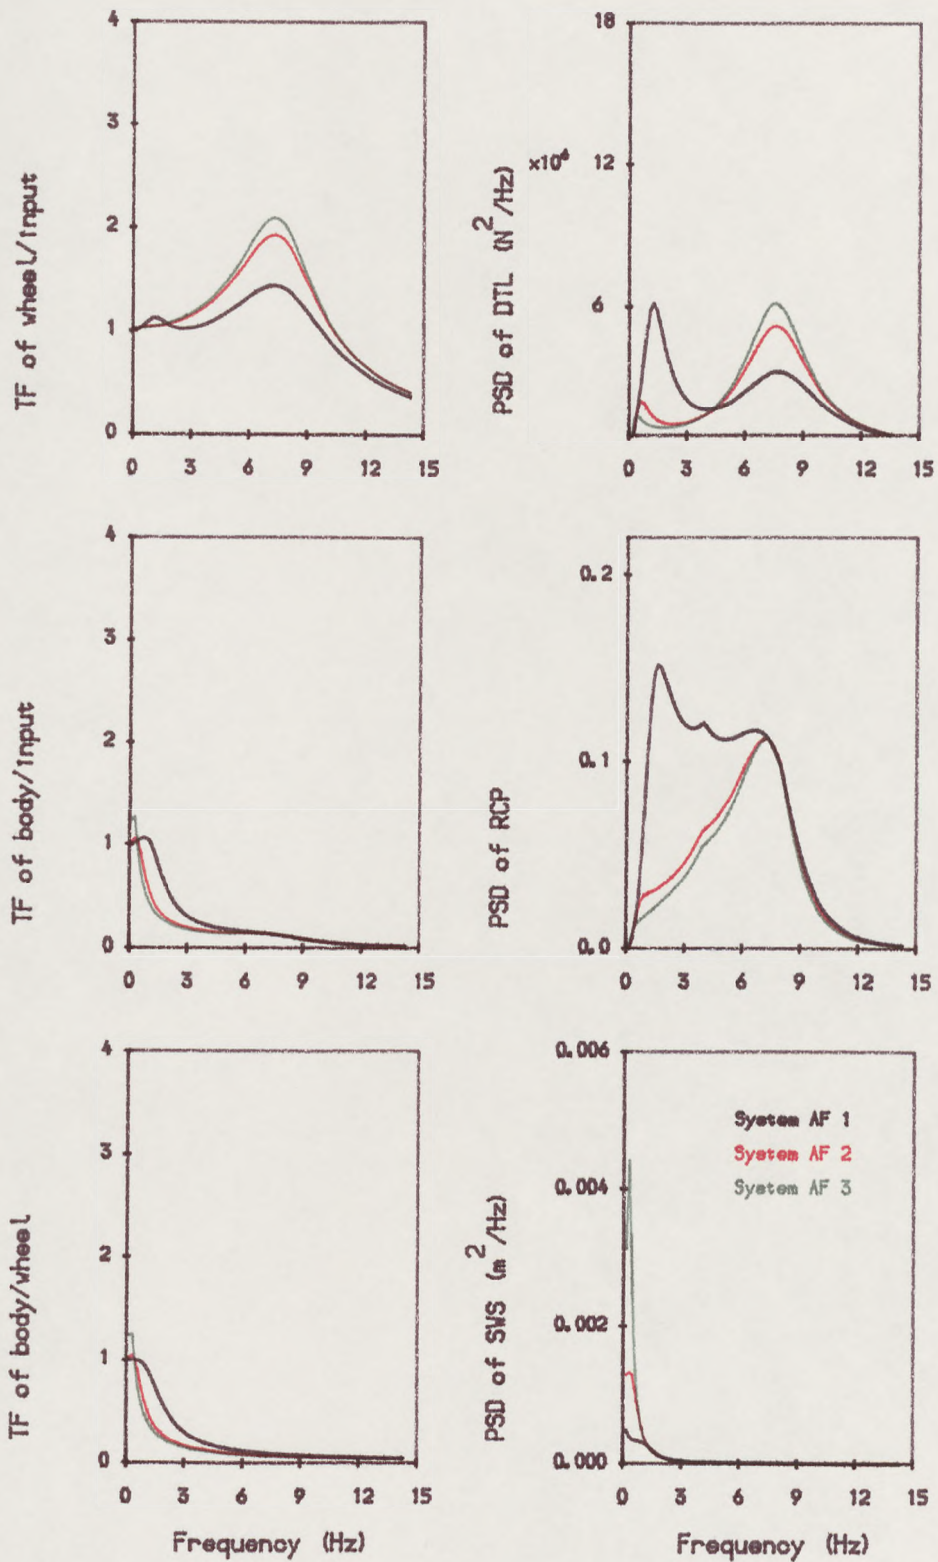 TF of wheel/input
4
3
2
1
0
0 3 6 9 12 15
PSD of DTL (N²/Hz)
×10⁶
18
12
6
0 3 6 9 12 15
TF of body/input
4
3
2
1
0
0 3 6 9 12 15
PSD of RCP
0.2
0.1
0.0
0 3 6 9 12 15
TF of body/wheel
4
3
2
1
0
0 3 6 9 12 15
Frequency (Hz)
PSD of SWS (m²/Hz)
0.006
0.004
0.002
0.000
System AF 1
System AF 2
System AF 3
0 3 6 9 12 15
Frequency (Hz)